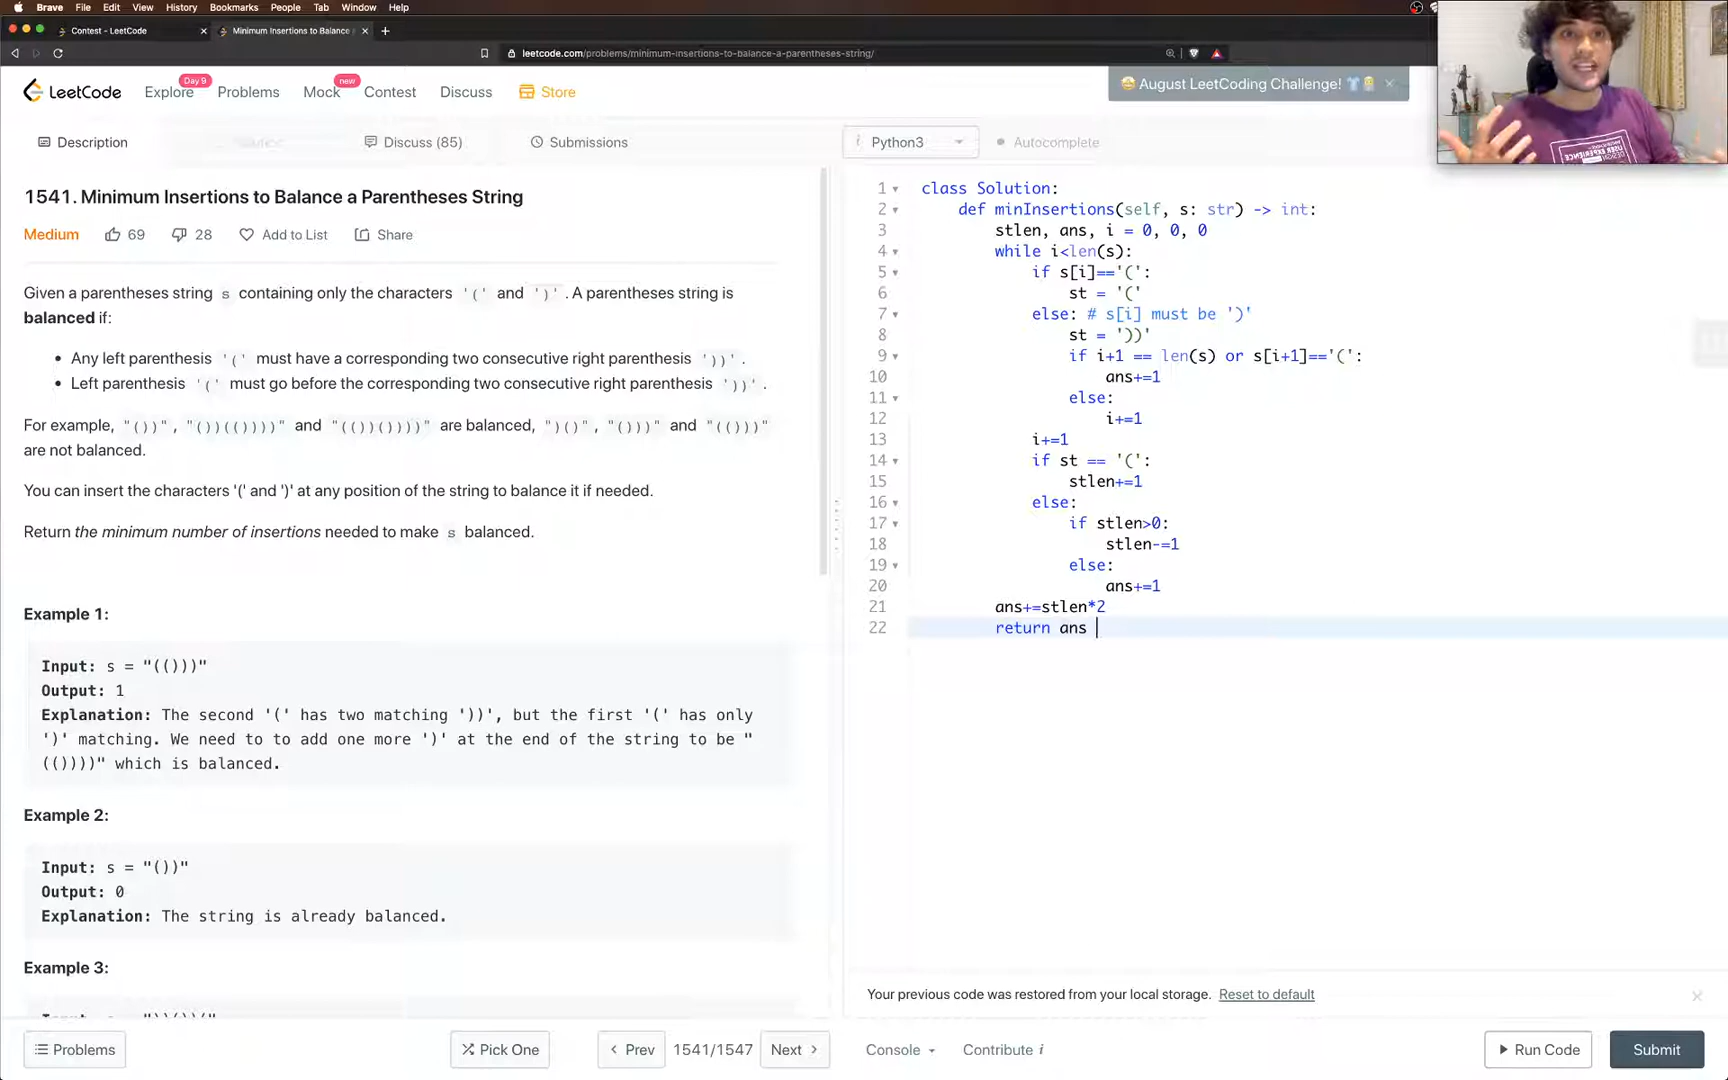 Brave File Edit View History Bookmarks People Tab Window Help
Contest - LeetCode × Minimum Insertions to Balance × +
leetcode.com/problems/minimum-insertions-to-balance-a-parentheses-string/
LeetCode Explore Day 9 Problems Mock new Contest Discuss Store
August LeetCoding Challenge! ×
Description Discuss (85) Submissions
Python3 Autocomplete
1541. Minimum Insertions to Balance a Parentheses String
Medium 69 28 Add to List Share
Given a parentheses string s containing only the characters '(' and ')'. A parentheses string is
balanced if:
• Any left parenthesis '(' must have a corresponding two consecutive right parenthesis '))'.
• Left parenthesis '(' must go before the corresponding two consecutive right parenthesis '))'.
For example, "())", "())(())))" and "(())())))" are balanced, ")()", "()))" and "(()))"
are not balanced.
You can insert the characters '(' and ')' at any position of the string to balance it if needed.
Return the minimum number of insertions needed to make s balanced.
Example 1:
Input: s = "(()))"
Output: 1
Explanation: The second '(' has two matching '))', but the first '(' has only
')' matching. We need to to add one more ')' at the end of the string to be "
(())))" which is balanced.
Example 2:
Input: s = "())"
Output: 0
Explanation: The string is already balanced.
Example 3:
1 class Solution:
2 def minInsertions(self, s: str) -> int:
3 stlen, ans, i = 0, 0, 0
4 while i<len(s):
5 if s[i]=='(':
6 st = '('
7 else: # s[i] must be ')'
8 st = '))'
9 if i+1 == len(s) or s[i+1]=='(':
10 ans+=1
11 else:
12 i+=1
13 i+=1
14 if st == '(':
15 stlen+=1
16 else:
17 if stlen>0:
18 stlen-=1
19 else:
20 ans+=1
21 ans+=stlen*2
22 return ans
Your previous code was restored from your local storage. Reset to default ×
Problems Pick One Prev 1541/1547 Next Console Contribute i Run Code Submit
DESIGN
USER
EXPERIENCE